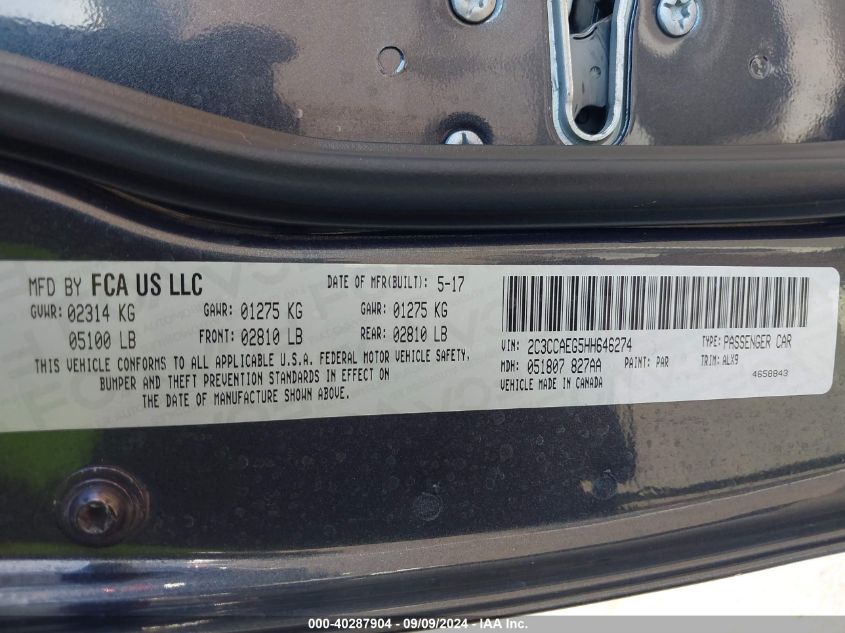 MFD BY FCA US LLC DATE OF MFR(BUILT): 5-17
GVWR: 02314 KG GAWR: 01275 KG GAWR: 01275 KG
05100 LB FRONT: 02810 LB REAR: 02810 LB
THIS VEHICLE CONFORMS TO ALL APPLICABLE U.S.A. FEDERAL MOTOR VEHICLE SAFETY,
BUMPER AND THEFT PREVENTION STANDARDS IN EFFECT ON
THE DATE OF MANUFACTURE SHOWN ABOVE.
VIN: 2C3CCAEG5HH646274 TYPE: PASSENGER CAR
MDH: 051807 827AA PAINT: PAR TRIM: ALX9
VEHICLE MADE IN CANADA 4658843
000-40287904 - 09/09/2024 - IAA Inc.